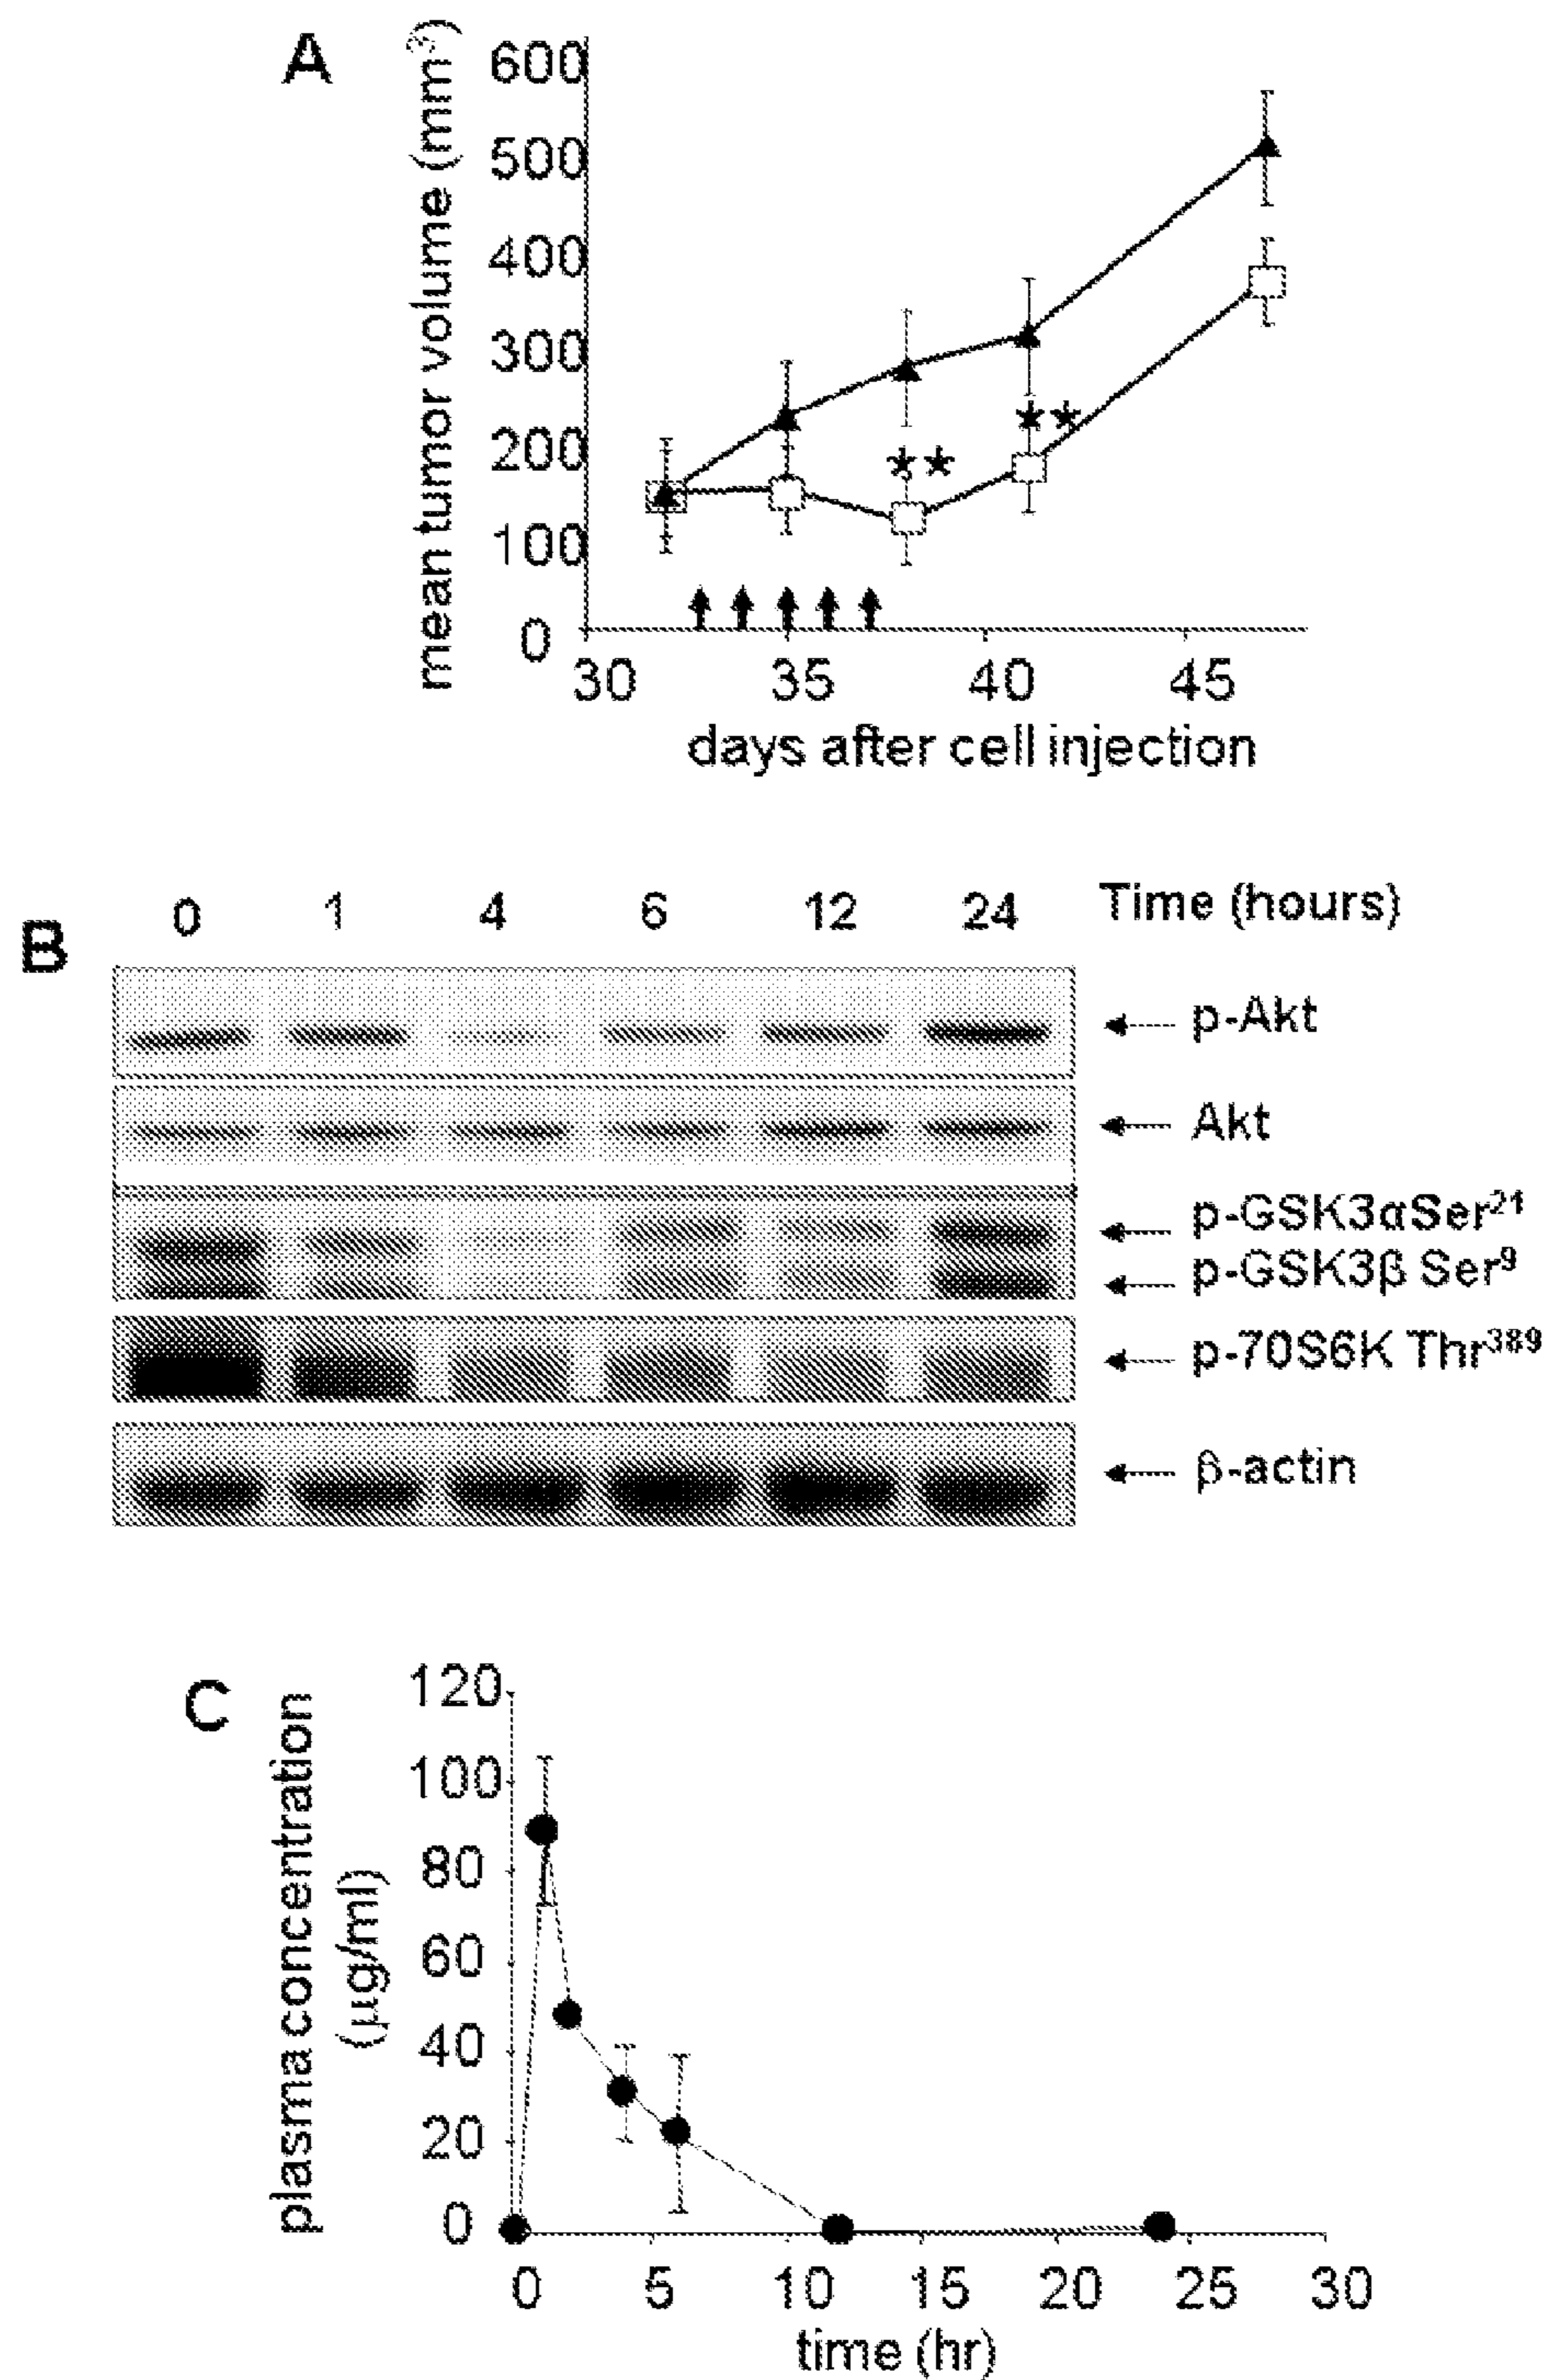 A
mean tumor volume (mm³)
600
500
400
300
200
100
0
**
**
30 35 40 45
days after cell injection
B
0 1 4 6 12 24 Time (hours)
p-Akt
Akt
p-GSK3αSer²¹
p-GSK3β Ser⁹
p-70S6K Thr³⁸⁹
β-actin
C
plasma concentration
(µg/ml)
120
100
80
60
40
20
0
0 5 10 15 20 25 30
time (hr)